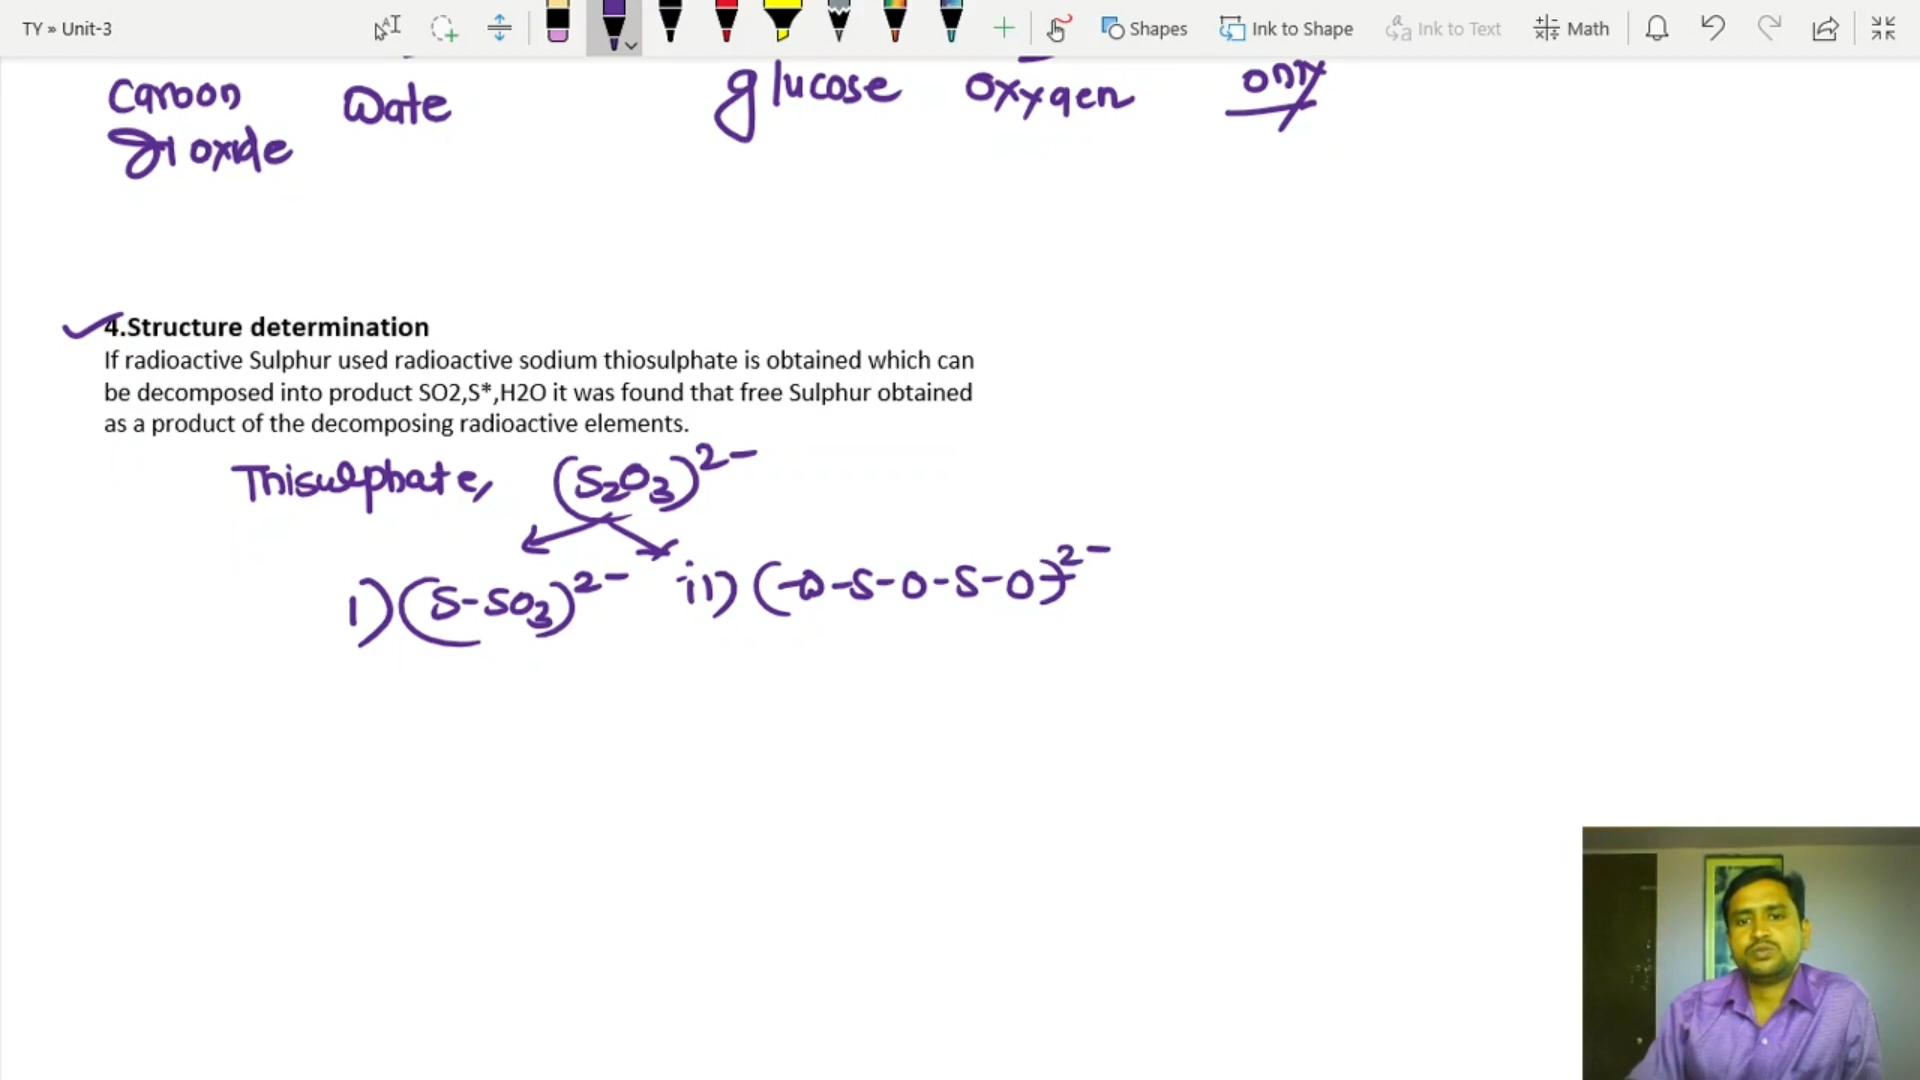 TY » Unit-3 Shapes Ink to Shape Ink to Text Math
Carbon Wate glucose oxygen only
Dioxide
4.Structure determination
If radioactive Sulphur used radioactive sodium thiosulphate is obtained which can
be decomposed into product SO2,S*,H2O it was found that free Sulphur obtained
as a product of the decomposing radioactive elements.
Thisulphate, (S₂O₃)²⁻
i) (S-SO₃)²⁻ ii) (-O-S-O-S-O-)²⁻